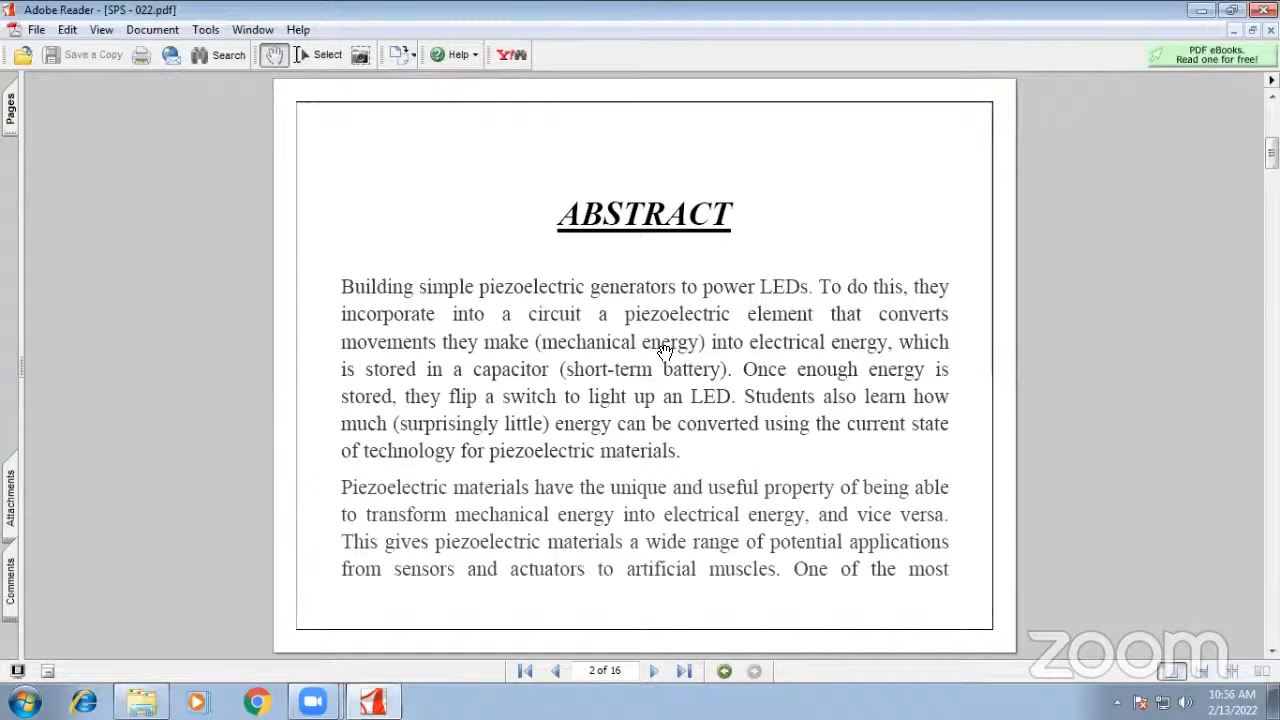 Adobe Reader - [SPS - 022.pdf]
File Edit View Document Tools Window Help
Save a Copy Search Select Help Y!
PDF eBooks.
Read one for free!
Pages
ABSTRACT
Building simple piezoelectric generators to power LEDs. To do this, they
incorporate into a circuit a piezoelectric element that converts
movements they make (mechanical energy) into electrical energy, which
is stored in a capacitor (short-term battery). Once enough energy is
stored, they flip a switch to light up an LED. Students also learn how
much (surprisingly little) energy can be converted using the current state
of technology for piezoelectric materials.
Piezoelectric materials have the unique and useful property of being able
to transform mechanical energy into electrical energy, and vice versa.
This gives piezoelectric materials a wide range of potential applications
from sensors and actuators to artificial muscles. One of the most
Attachments
Comments
zoom
2 of 16
10:56 AM
2/13/2022